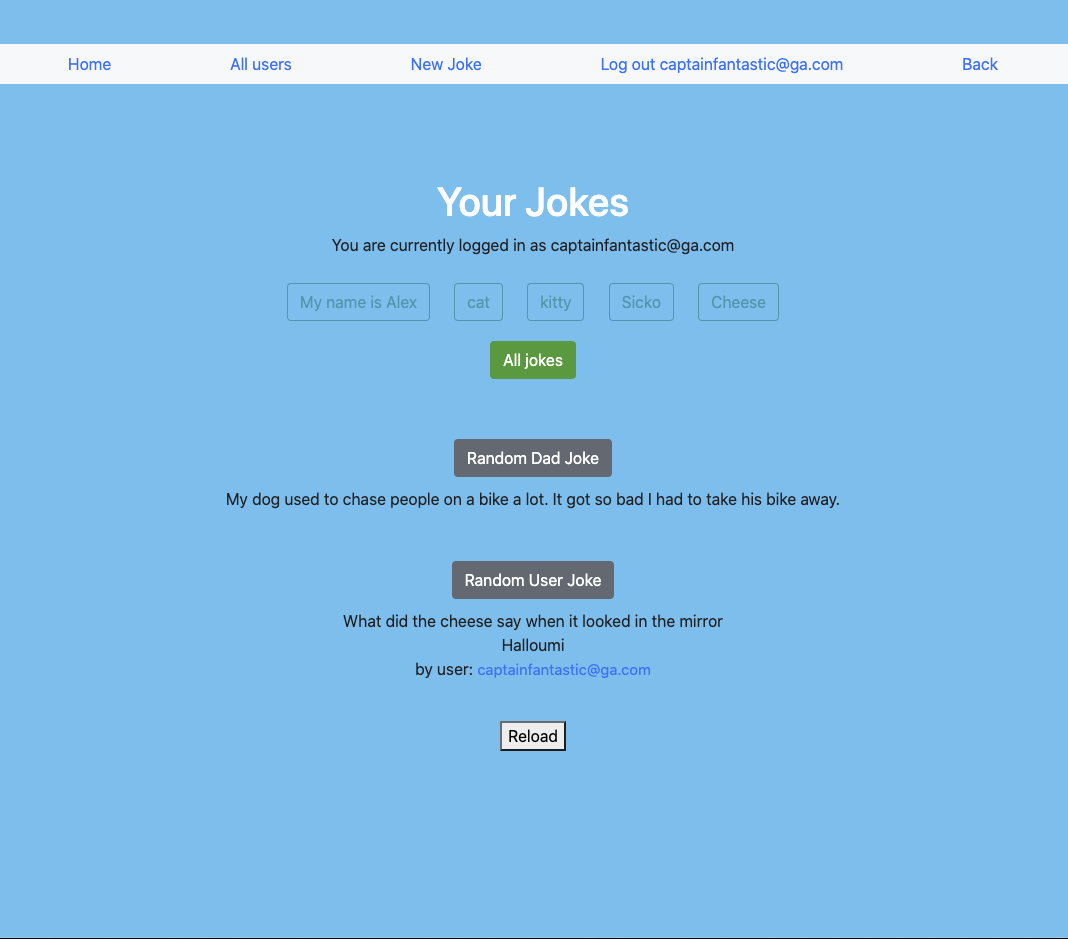 Home All users New Joke Log out captainfantastic@ga.com Back
Your Jokes
You are currently logged in as captainfantastic@ga.com
My name is Alex cat kitty Sicko Cheese
All jokes
Random Dad Joke
My dog used to chase people on a bike a lot. It got so bad I had to take his bike away.
Random User Joke
What did the cheese say when it looked in the mirror
Halloumi
by user: captainfantastic@ga.com
Reload